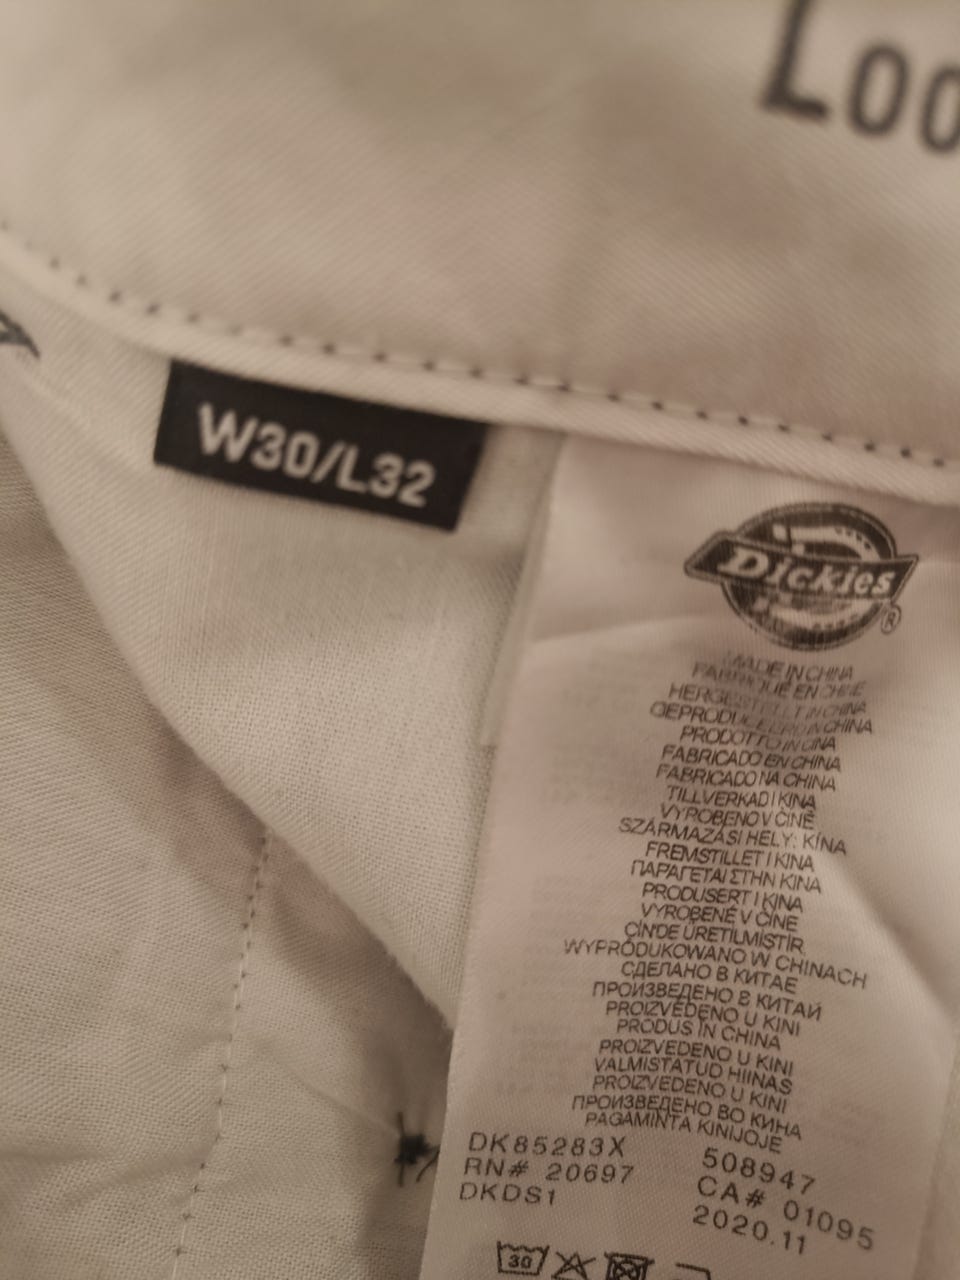 Loo
W30/L32
Dickies
®
MADE IN CHINA
FABRIQUÉ EN CHINE
HERGESTELLT IN CHINA
GEPRODUCEERD IN CHINA
PRODOTTO IN CINA
FABRICADO EN CHINA
FABRICADO NA CHINA
TILLVERKAD I KINA
VYROBENO V ČÍNĚ
SZÁRMAZÁSI HELY: KÍNA
FREMSTILLET I KINA
ΠΑΡΑΓΕΤΑΙ ΣΤΗΝ ΚΙΝΑ
PRODUSERT I KINA
VYROBENÉ V ČÍNE
ÇİN'DE ÜRETİLMİSTİR
WYPRODUKOWANO W CHINACH
СДЕЛАНО В КИТАЕ
ПРОИЗВЕДЕНО В КИТАЙ
PROIZVEDENO U KINI
PRODUS ÎN CHINA
PROIZVEDENO U KINI
VALMISTATUD HIINAS
PROIZVEDENO U KINI
ПРОИЗВЕДЕНО ВО КИНА
PAGAMINTA KINIJOJE
DK85283X 508947
RN# 20697 CA# 01095
DKDS1 2020.11
30